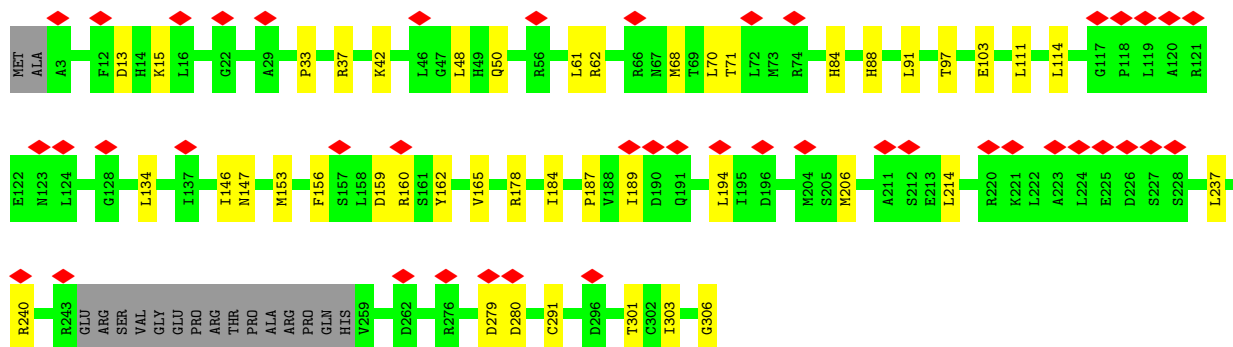 MET ALA A3 F12 D13 H14 K15 L16 G22 A29 P33 R37 K42 L46 G47 L48 H49 Q50 R56 L61 R62 R66 N67 M68 T69 L70 T71 L72 M73 R74 H84 H88 L91 T97 E103 L111 L114 G117 P118 L119 A120 R121
E122 N123 L124 G128 L134 I137 I146 N147 M153 F156 S157 L158 D159 R160 S161 Y162 V165 R178 I184 P187 V188 I189 D190 Q191 L194 I195 D196 M204 S205 M206 A211 S212 E213 L214 R220 K221 L222 A223 L224 E225 D226 S227 S228 L237
R240 R243 GLU ARG SER VAL GLY GLU PRO ARG THR PRO ALA ARG PRO GLN HIS V259 D262 R276 D279 D280 C291 D296 T301 C302 I303 G306